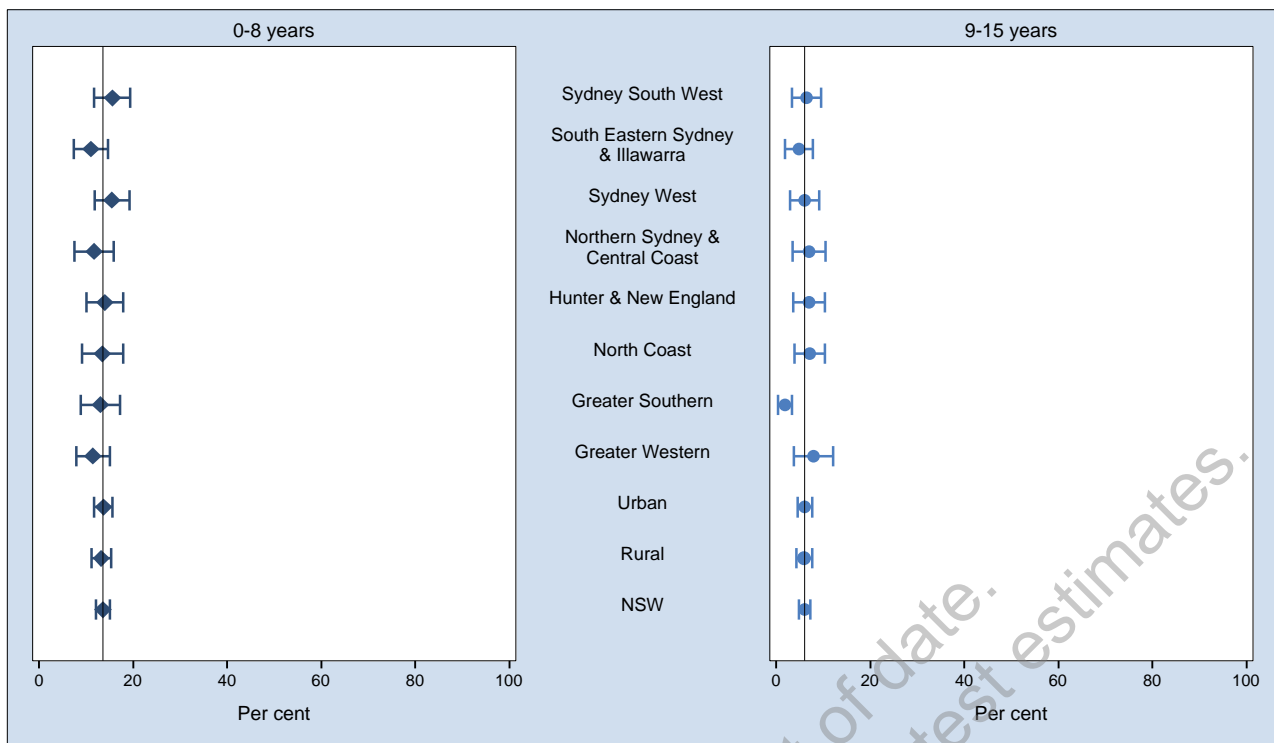 0-8 years
9-15 years
Sydney South West
South Eastern Sydney
& Illawarra
Sydney West
Northern Sydney &
Central Coast
Hunter & New England
North Coast
Greater Southern
Greater Western
Urban
Rural
NSW
0 20 40 60 80 100
0 20 40 60 80 100
Per cent
Per cent
of date.
test estimates.